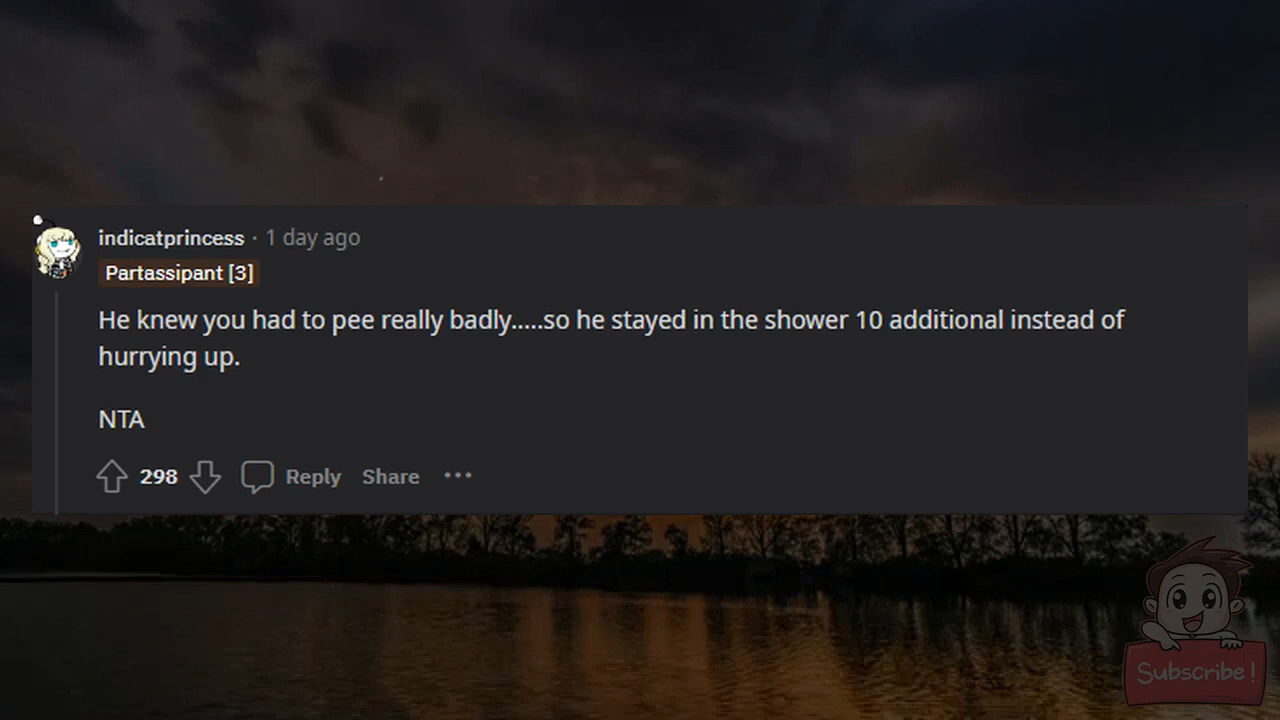 indicatprincess · 1 day ago
Partassipant [3]
He knew you had to pee really badly.....so he stayed in the shower 10 additional instead of
hurrying up.
NTA
298 Reply Share ···
Subscribe!